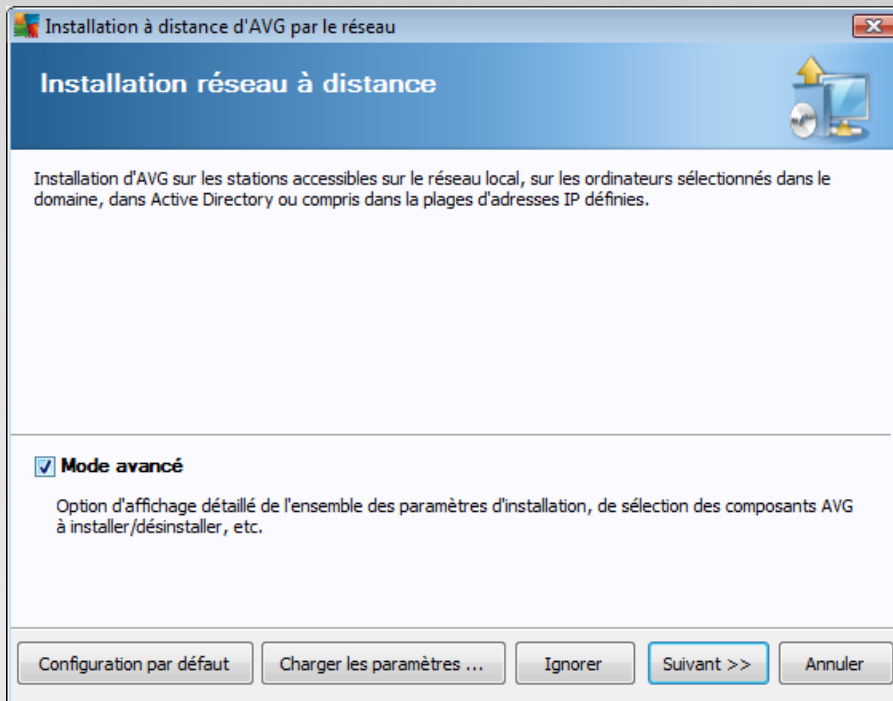 Installation à distance d'AVG par le réseau
Installation réseau à distance
Installation d'AVG sur les stations accessibles sur le réseau local, sur les ordinateurs sélectionnés dans le
domaine, dans Active Directory ou compris dans la plages d'adresses IP définies.
Mode avancé
Option d'affichage détaillé de l'ensemble des paramètres d'installation, de sélection des composants AVG
à installer/désinstaller, etc.
Configuration par défaut
Charger les paramètres ...
Ignorer
Suivant >>
Annuler